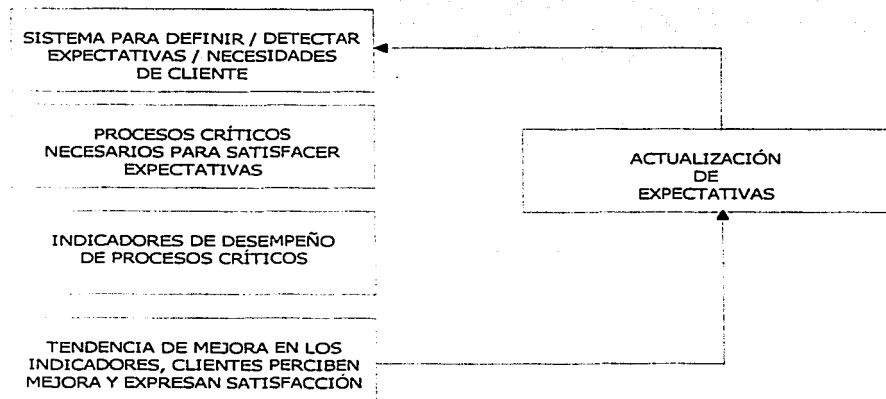 SISTEMA PARA DEFINIR / DETECTAR
EXPECTATIVAS / NECESIDADES
DE CLIENTE
PROCESOS CRÍTICOS
NECESARIOS PARA SATISFACER
EXPECTATIVAS
INDICADORES DE DESEMPEÑO
DE PROCESOS CRÍTICOS
TENDENCIA DE MEJORA EN LOS
INDICADORES, CLIENTES PERCIBEN
MEJORA Y EXPRESAN SATISFACCIÓN
ACTUALIZACIÓN
DE
EXPECTATIVAS